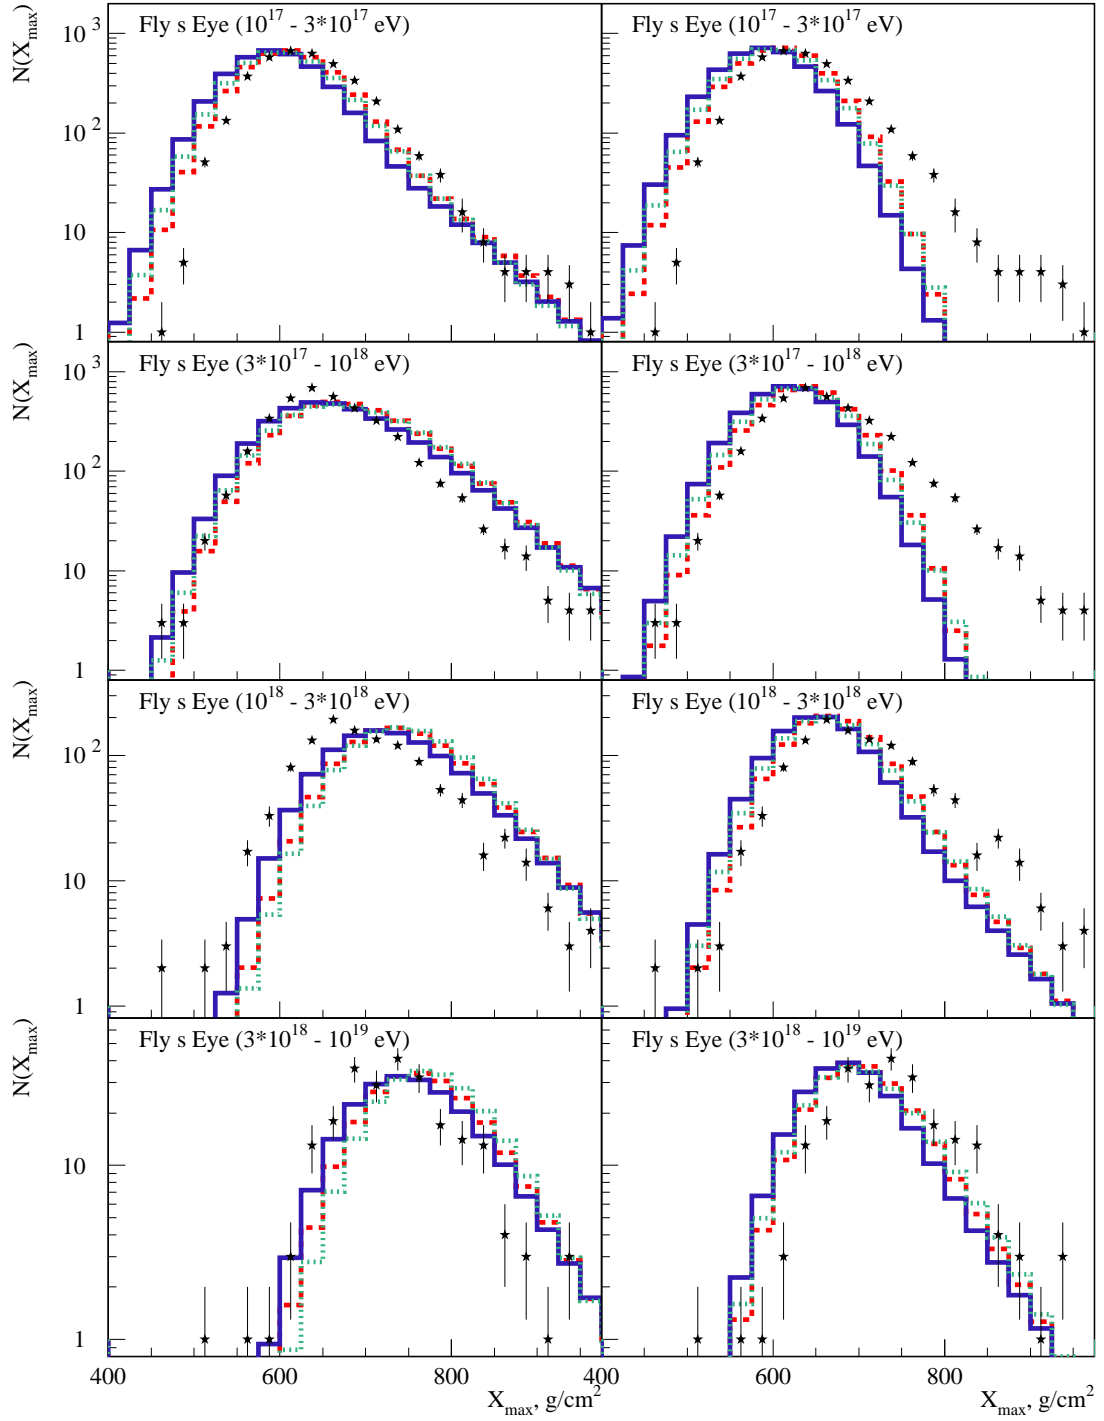 Fly s Eye (10^17 - 3*10^17 eV)
Fly s Eye (10^17 - 3*10^17 eV)
N(X_max)
10^3
10^2
10
1
Fly s Eye (3*10^17 - 10^18 eV)
Fly s Eye (3*10^17 - 10^18 eV)
N(X_max)
10^3
10^2
10
1
Fly s Eye (10^18 - 3*10^18 eV)
Fly s Eye (10^18 - 3*10^18 eV)
N(X_max)
10^2
10
1
Fly s Eye (3*10^18 - 10^19 eV)
Fly s Eye (3*10^18 - 10^19 eV)
N(X_max)
10
1
400 600 800 400 600 800
X_max, g/cm^2 X_max, g/cm^2